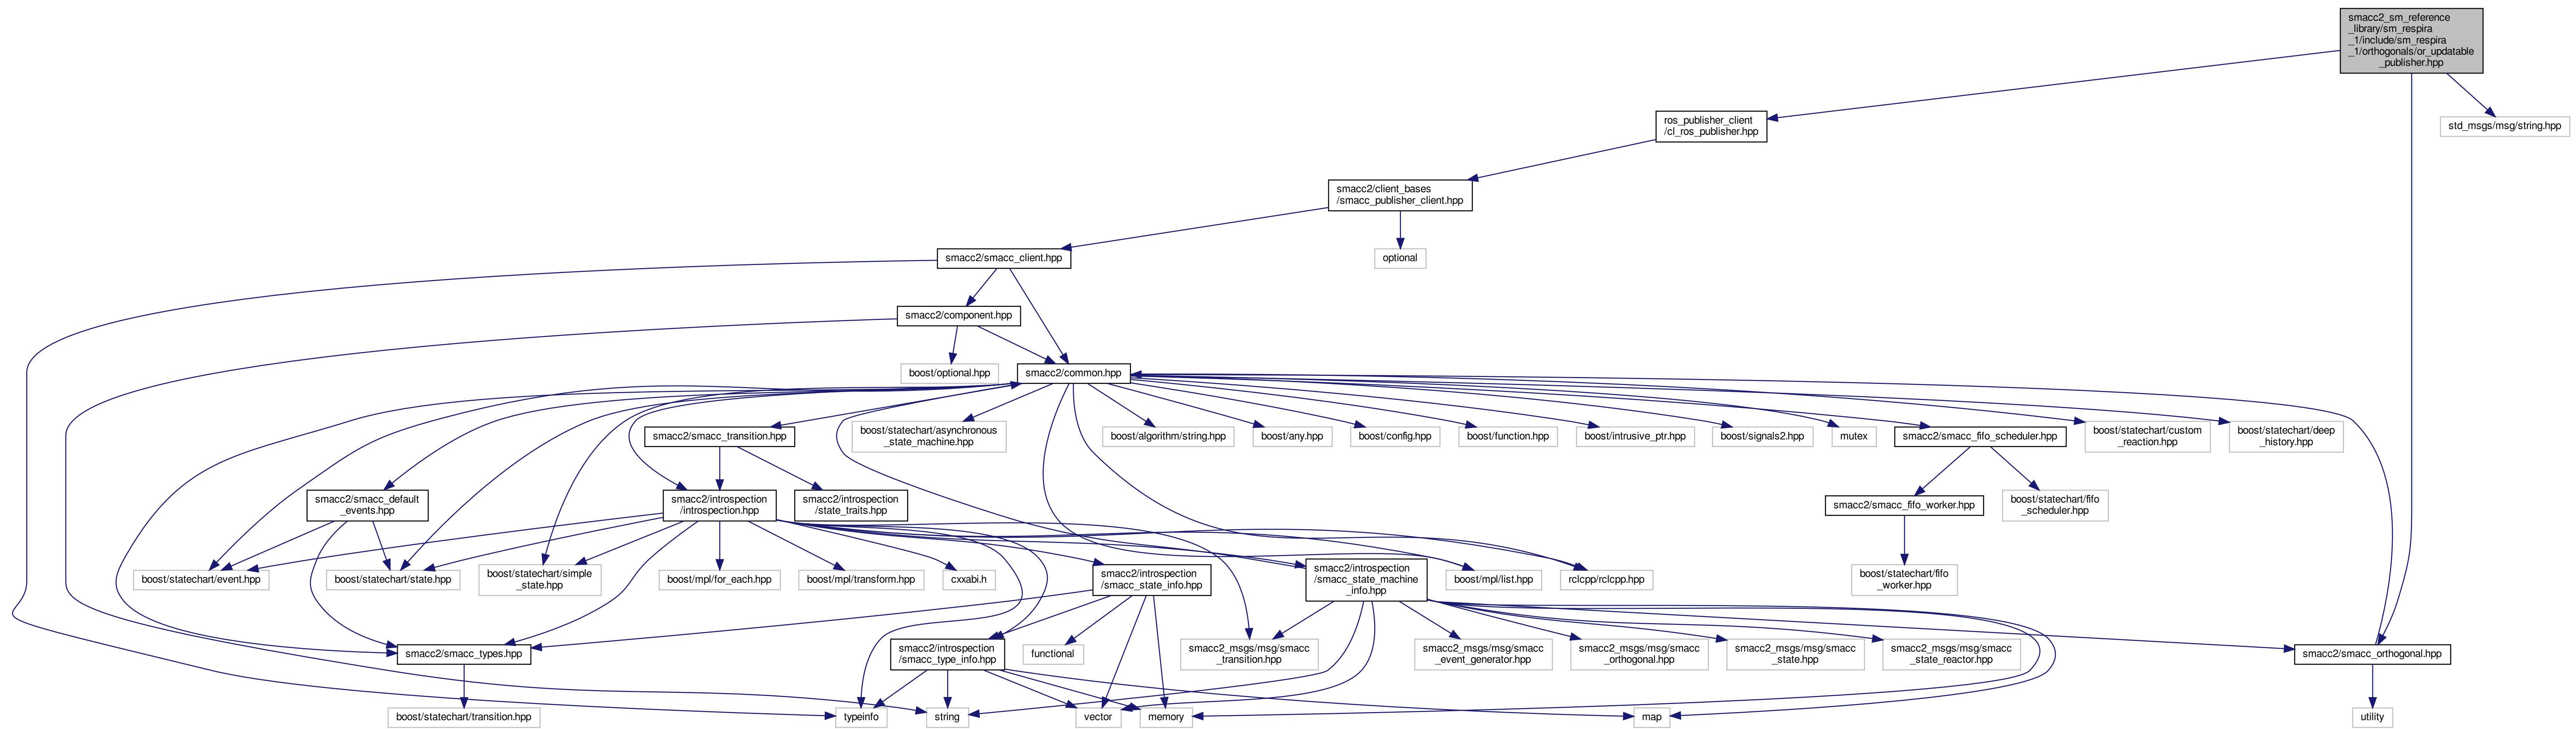 smacc2_sm_reference
_library/sm_respira
_1/include/sm_respira
_1/orthogonals/or_updatable
_publisher.hpp
ros_publisher_client
/cl_ros_publisher.hpp
std_msgs/msg/string.hpp
smacc2/client_bases
/smacc_publisher_client.hpp
smacc2/smacc_client.hpp
optional
smacc2/component.hpp
boost/optional.hpp
smacc2/common.hpp
smacc2/smacc_transition.hpp
boost/statechart/asynchronous
_state_machine.hpp
boost/algorithm/string.hpp
boost/any.hpp
boost/config.hpp
boost/function.hpp
boost/intrusive_ptr.hpp
boost/signals2.hpp
mutex
smacc2/smacc_fifo_scheduler.hpp
boost/statechart/custom
_reaction.hpp
boost/statechart/deep
_history.hpp
smacc2/smacc_default
_events.hpp
smacc2/introspection
/introspection.hpp
smacc2/introspection
/state_traits.hpp
smacc2/smacc_fifo_worker.hpp
boost/statechart/fifo
_scheduler.hpp
boost/statechart/event.hpp
boost/statechart/state.hpp
boost/statechart/simple
_state.hpp
boost/mpl/for_each.hpp
boost/mpl/transform.hpp
cxxabi.h
smacc2/introspection
/smacc_state_info.hpp
smacc2/introspection
/smacc_state_machine
_info.hpp
boost/mpl/list.hpp
rclcpp/rclcpp.hpp
boost/statechart/fifo
_worker.hpp
smacc2/smacc_types.hpp
smacc2/introspection
/smacc_type_info.hpp
functional
smacc2_msgs/msg/smacc
_transition.hpp
smacc2_msgs/msg/smacc
_event_generator.hpp
smacc2_msgs/msg/smacc
_orthogonal.hpp
smacc2_msgs/msg/smacc
_state.hpp
smacc2_msgs/msg/smacc
_state_reactor.hpp
smacc2/smacc_orthogonal.hpp
boost/statechart/transition.hpp
typeinfo
string
vector
memory
map
utility